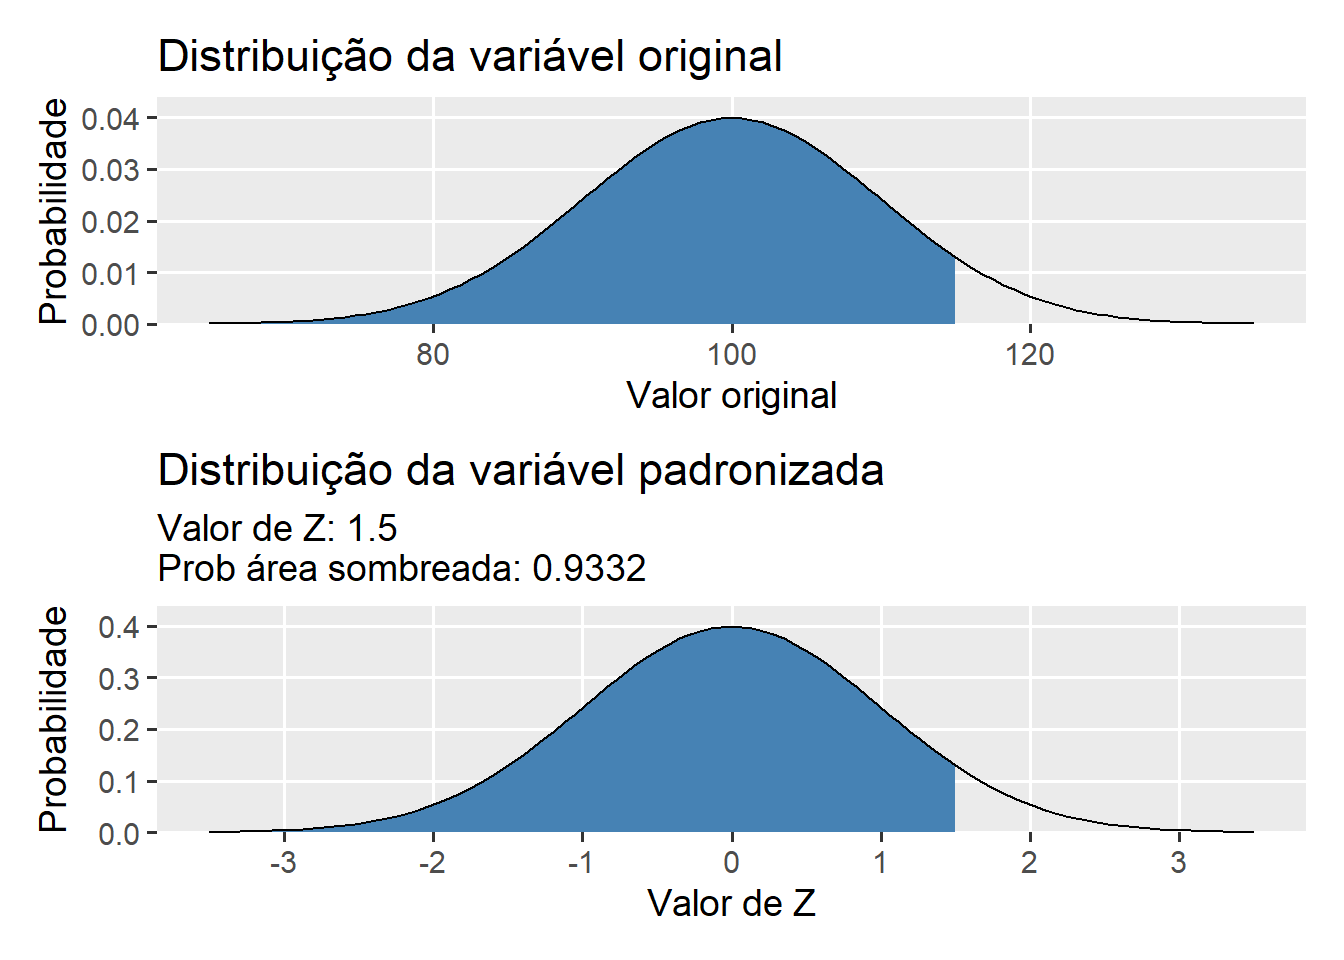 Distribuição da variável original
Probabilidade
0.04
0.03
0.02
0.01
0.00
80 100 120
Valor original
Distribuição da variável padronizada
Valor de Z: 1.5
Prob área sombreada: 0.9332
Probabilidade
0.4
0.3
0.2
0.1
0.0
-3 -2 -1 0 1 2 3
Valor de Z